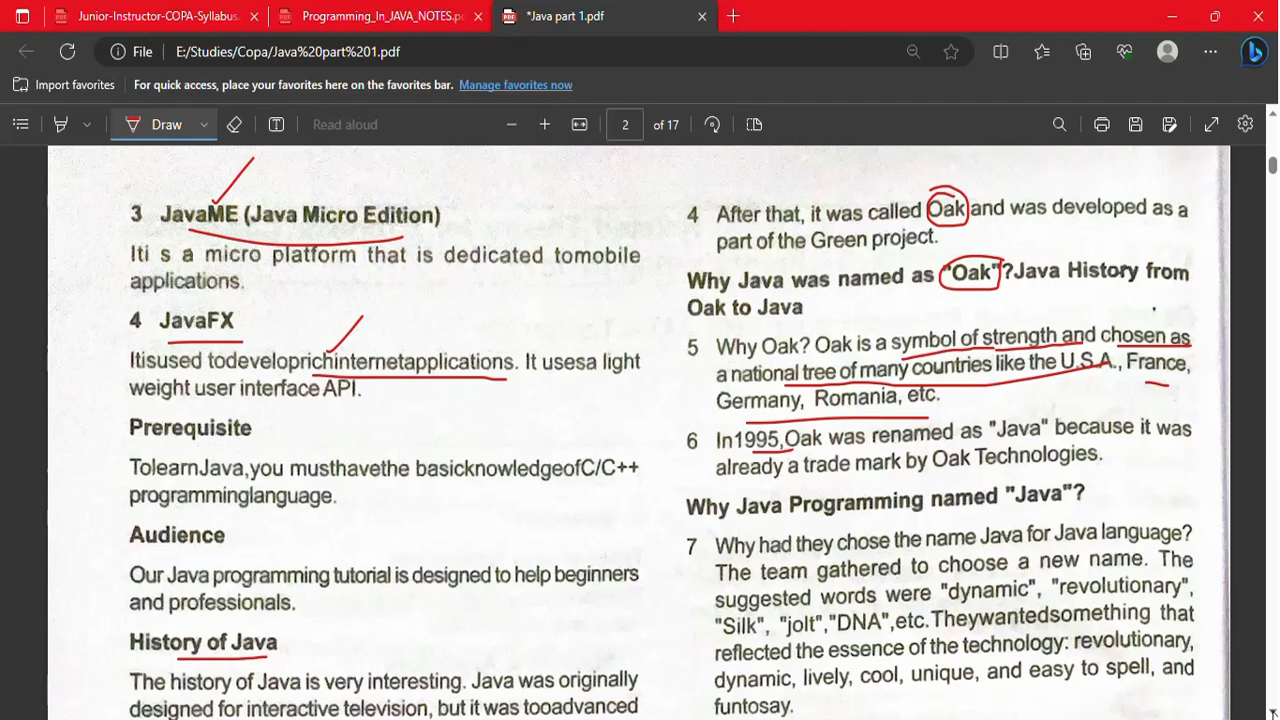 Junior-Instructor-COPA-Syllabus.
Programming_In_JAVA_NOTES.p
*Java part 1.pdf
File
E:/Studies/Copa/Java%20part%201.pdf
Import favorites
For quick access, place your favorites here on the favorites bar.
Manage favorites now
Draw
Read aloud
2
of 17
3 JavaME (Java Micro Edition)
Iti s a micro platform that is dedicated tomobile
applications.
4 JavaFX
Itisused todeveloprichinternetapplications. It usesa light
weight user interface API.
Prerequisite
TolearnJava,you musthavethe basicknowledgeofC/C++
programminglanguage.
Audience
Our Java programming tutorial is designed to help beginners
and professionals.
History of Java
The history of Java is very interesting. Java was originally
designed for interactive television, but it was tooadvanced
4 After that, it was called Oak and was developed as a
part of the Green project.
Why Java was named as "Oak"?Java History from
Oak to Java
5 Why Oak? Oak is a symbol of strength and chosen as
a national tree of many countries like the U.S.A., France,
Germany, Romania, etc.
6 In1995,Oak was renamed as "Java" because it was
already a trade mark by Oak Technologies.
Why Java Programming named "Java"?
7 Why had they chose the name Java for Java language?
The team gathered to choose a new name. The
suggested words were "dynamic", "revolutionary",
"Silk", "jolt","DNA",etc.Theywantedsomething that
reflected the essence of the technology: revolutionary,
dynamic, lively, cool, unique, and easy to spell, and
funtosay.